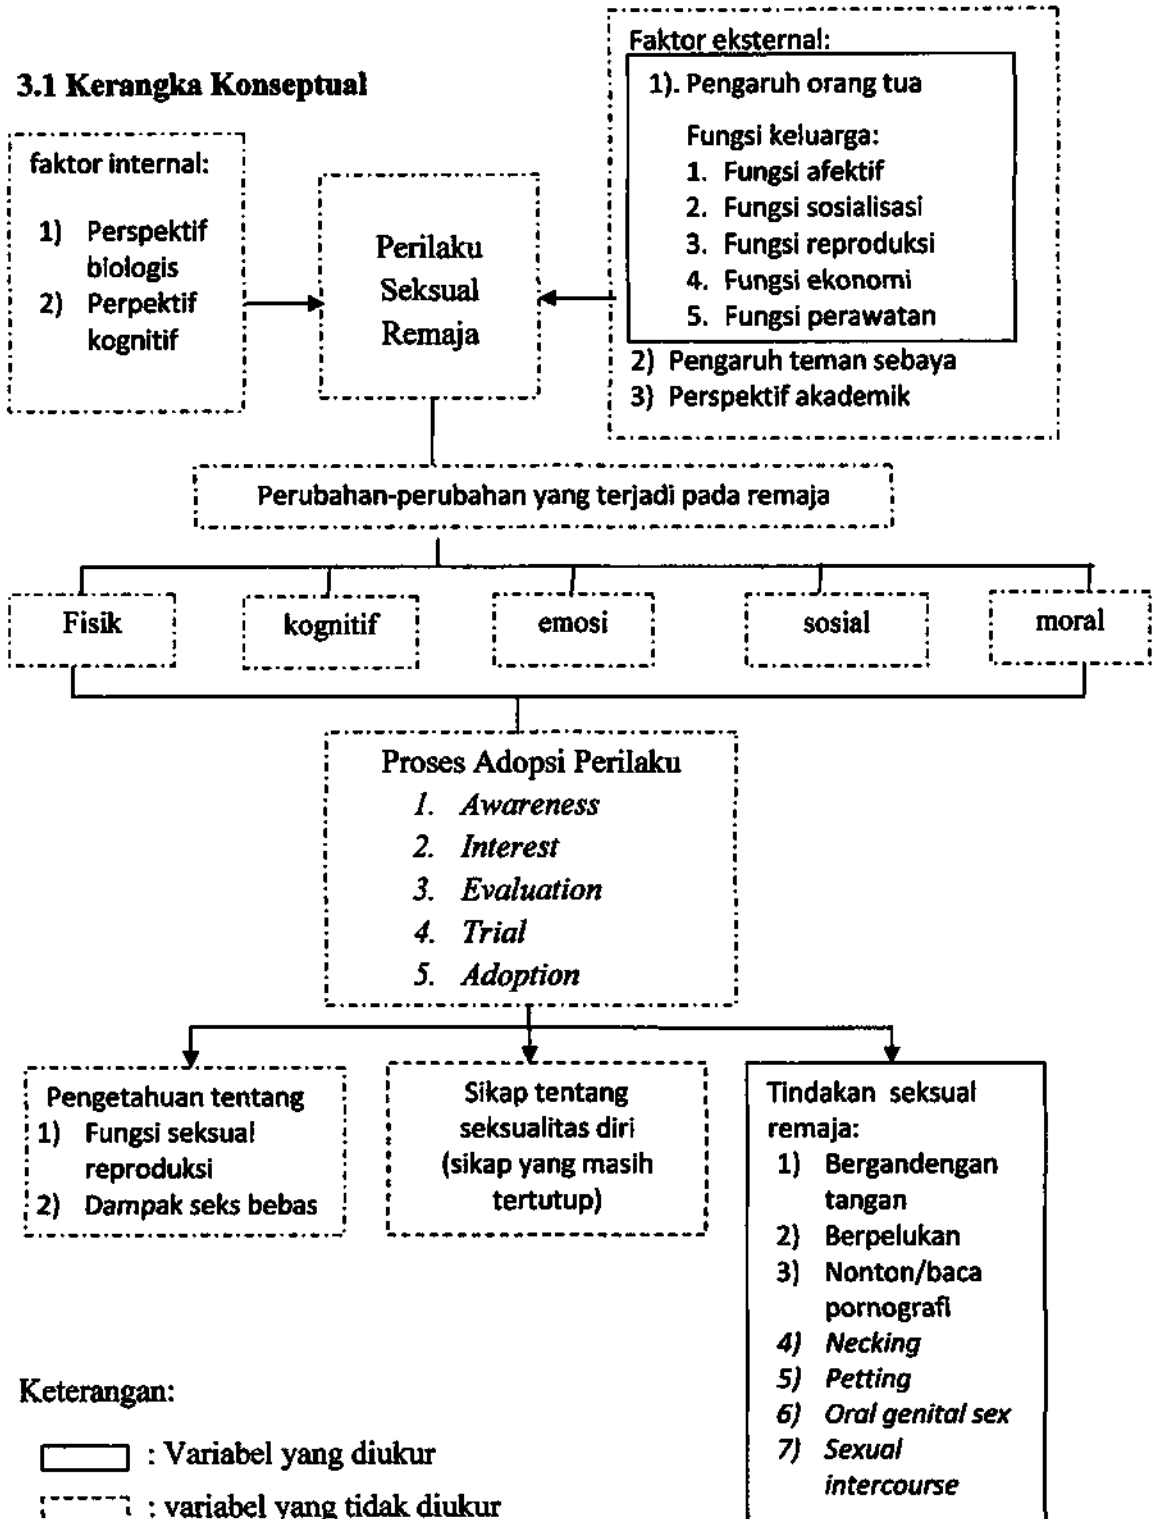 3.1 Kerangka Konseptual
Faktor eksternal:
1). Pengaruh orang tua
Fungsi keluarga:
1. Fungsi afektif
2. Fungsi sosialisasi
3. Fungsi reproduksi
4. Fungsi ekonomi
5. Fungsi perawatan
2) Pengaruh teman sebaya
3) Perspektif akademik
faktor internal:
1) Perspektif
biologis
2) Perpektif
kognitif
Perilaku
Seksual
Remaja
Perubahan-perubahan yang terjadi pada remaja
Fisik
kognitif
emosi
sosial
moral
Proses Adopsi Perilaku
1. Awareness
2. Interest
3. Evaluation
4. Trial
5. Adoption
Pengetahuan tentang
1) Fungsi seksual
reproduksi
2) Dampak seks bebas
Sikap tentang
seksualitas diri
(sikap yang masih
tertutup)
Tindakan seksual
remaja:
1) Bergandengan
tangan
2) Berpelukan
3) Nonton/baca
pornografi
4) Necking
5) Petting
6) Oral genital sex
7) Sexual
intercourse
Keterangan:
: Variabel yang diukur
: variabel yang tidak diukur